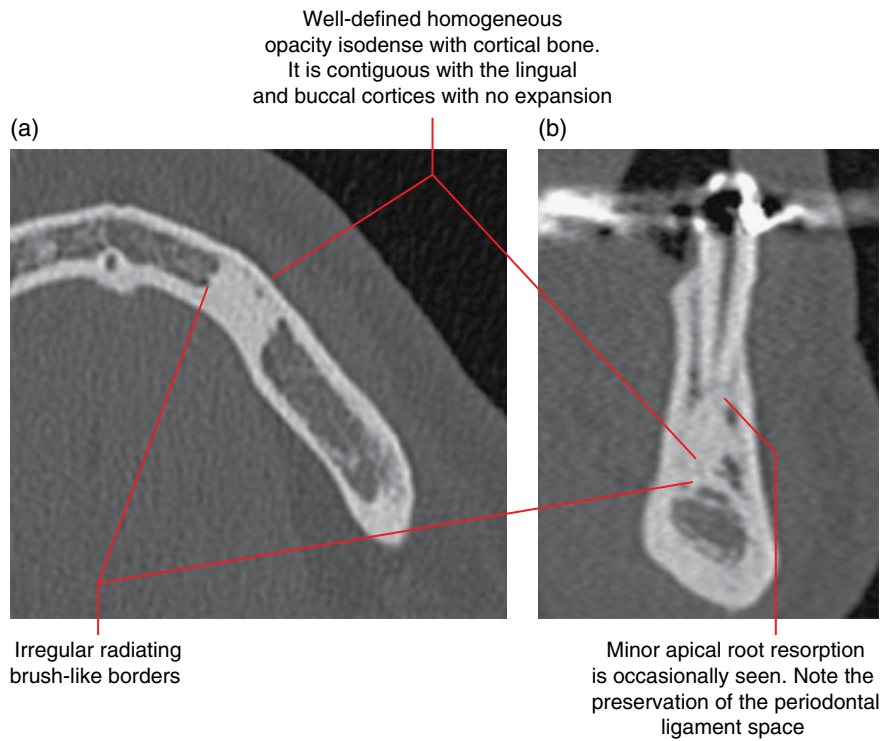 Well-defined homogeneous
opacity isodense with cortical bone.
It is contiguous with the lingual
and buccal cortices with no expansion
(a)
(b)
Irregular radiating
brush-like borders
Minor apical root resorption
is occasionally seen. Note the
preservation of the periodontal
ligament space